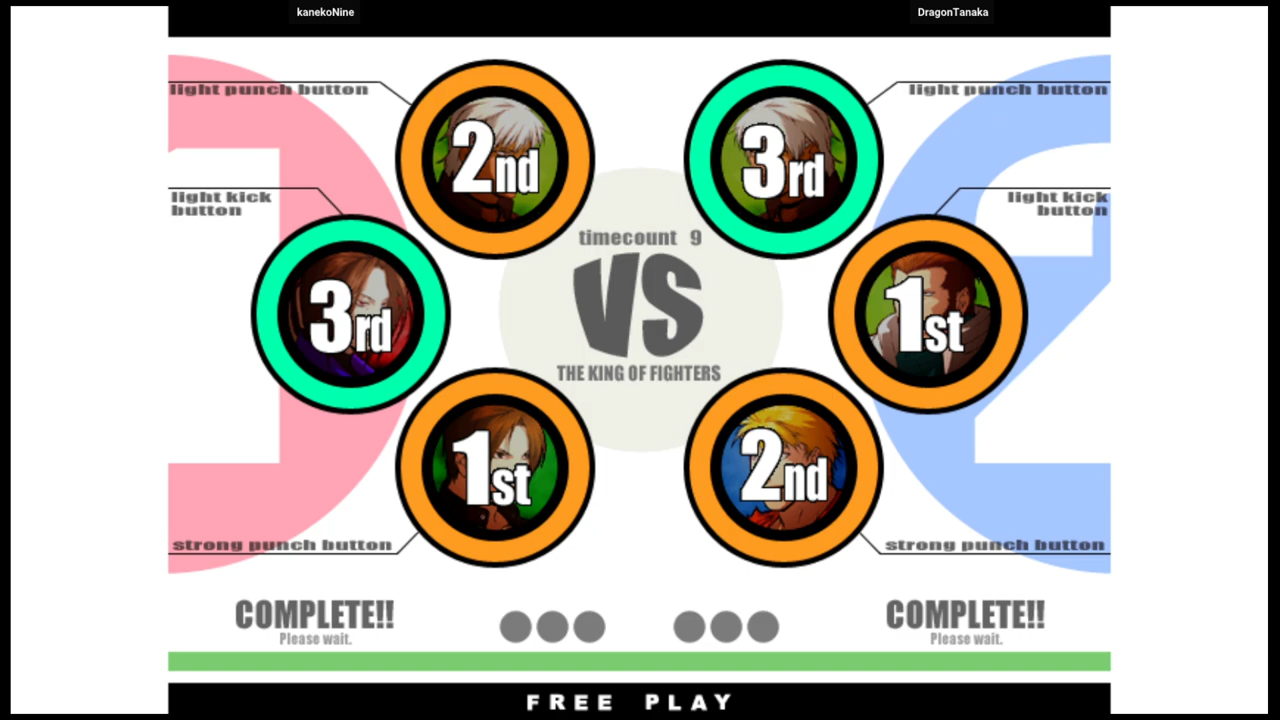 kanekoNine
DragonTanaka
light punch button
light punch button
2nd
3rd
light kick
button
light kick
button
timecount 9
VS
THE KING OF FIGHTERS
3rd
1st
1st
2nd
strong punch button
strong punch button
COMPLETE!!
Please wait.
COMPLETE!!
Please wait.
FREE PLAY